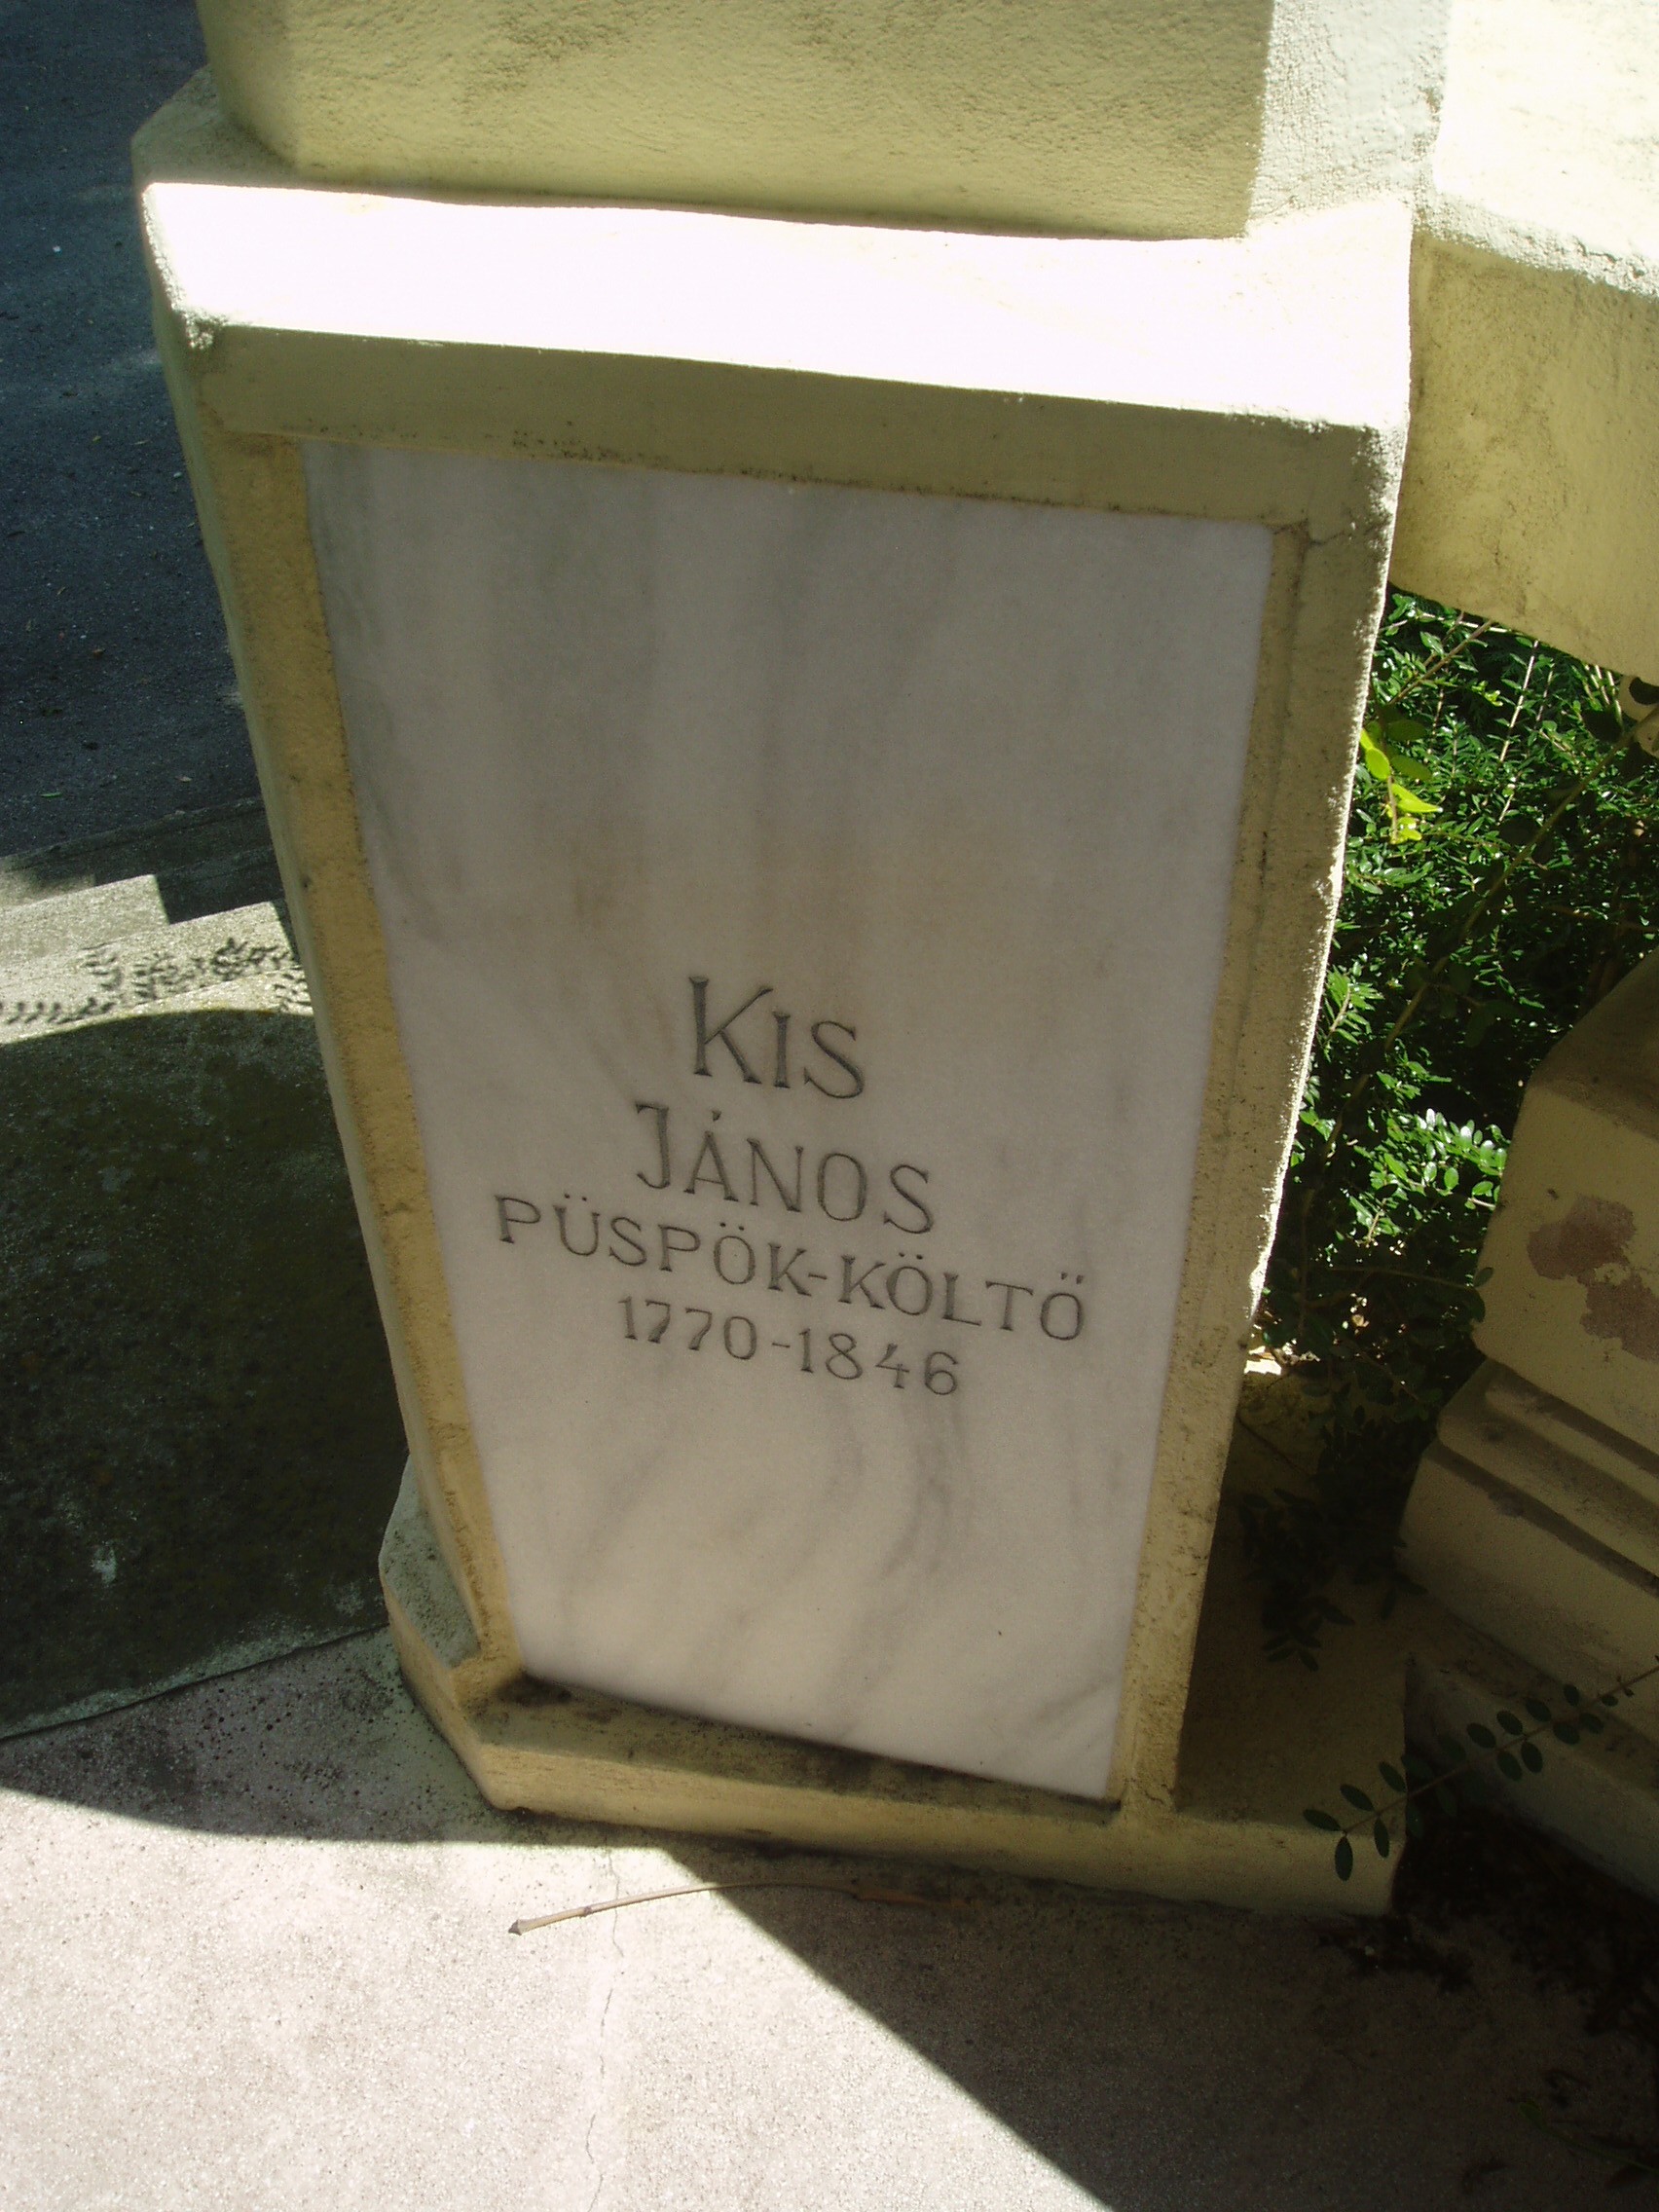 KIS
JÁNOS
PÜSPÖK-KÖLTŐ
1770-1846